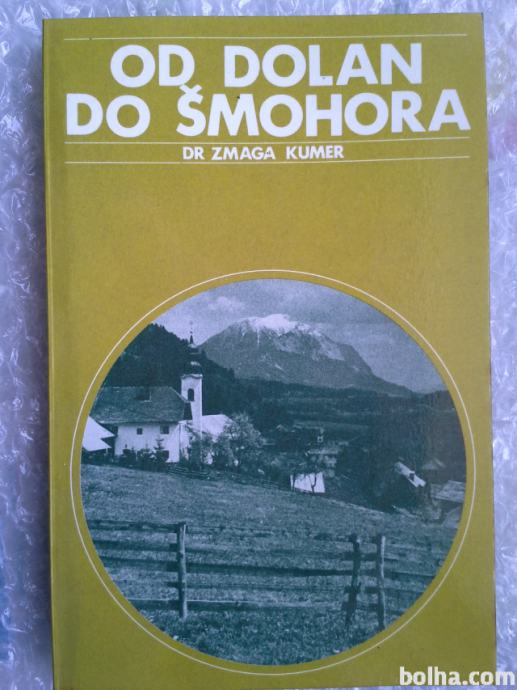 OD DOLAN
DO ŠMOHORA
DR ZMAGA KUMER
bolha.com